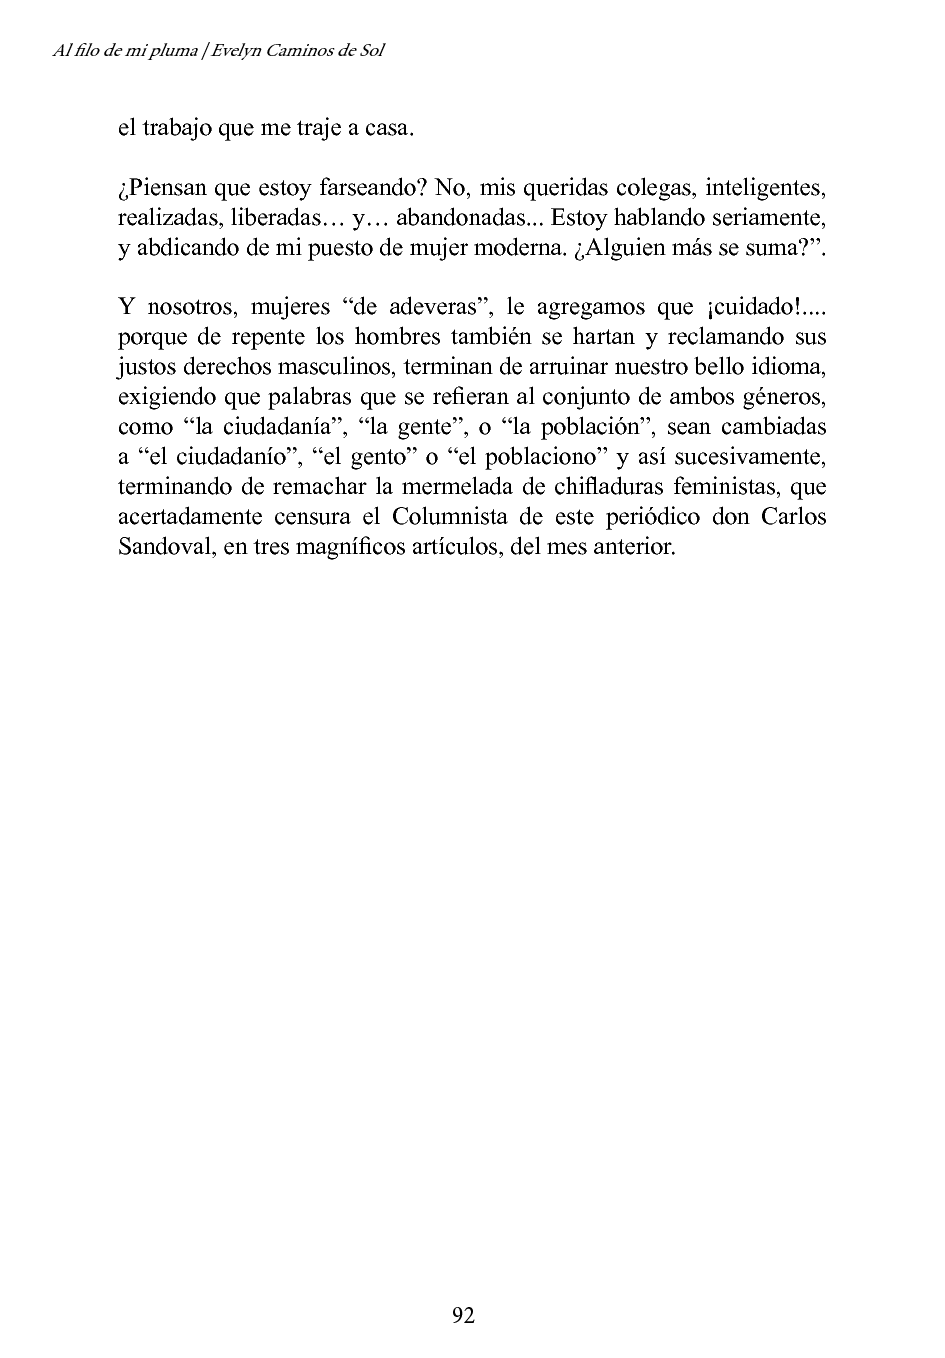 Al filo de mi pluma / Evelyn Caminos de Sol
el trabajo que me traje a casa.
¿Piensan que estoy farseando? No, mis queridas colegas, inteligentes,
realizadas, liberadas… y… abandonadas... Estoy hablando seriamente,
y abdicando de mi puesto de mujer moderna. ¿Alguien más se suma?”.
Y nosotros, mujeres “de adeveras”, le agregamos que ¡cuidado!....
porque de repente los hombres también se hartan y reclamando sus
justos derechos masculinos, terminan de arruinar nuestro bello idioma,
exigiendo que palabras que se refieran al conjunto de ambos géneros,
como “la ciudadanía”, “la gente”, o “la población”, sean cambiadas
a “el ciudadanío”, “el gento” o “el poblaciono” y así sucesivamente,
terminando de remachar la mermelada de chifladuras feministas, que
acertadamente censura el Columnista de este periódico don Carlos
Sandoval, en tres magníficos artículos, del mes anterior.
92